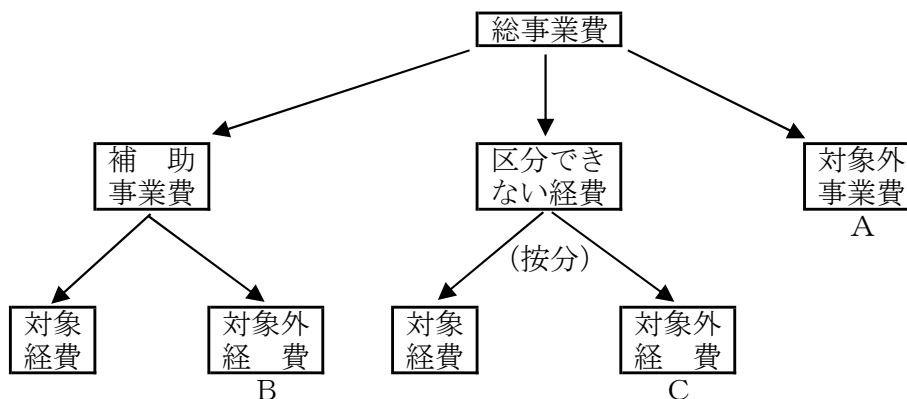 総事業費
補　助
事業費
区分でき
ない経費
対象外
事業費
A
（按分）
対象
経費
対象外
経　費
B
対象
経費
対象外
経　費
C